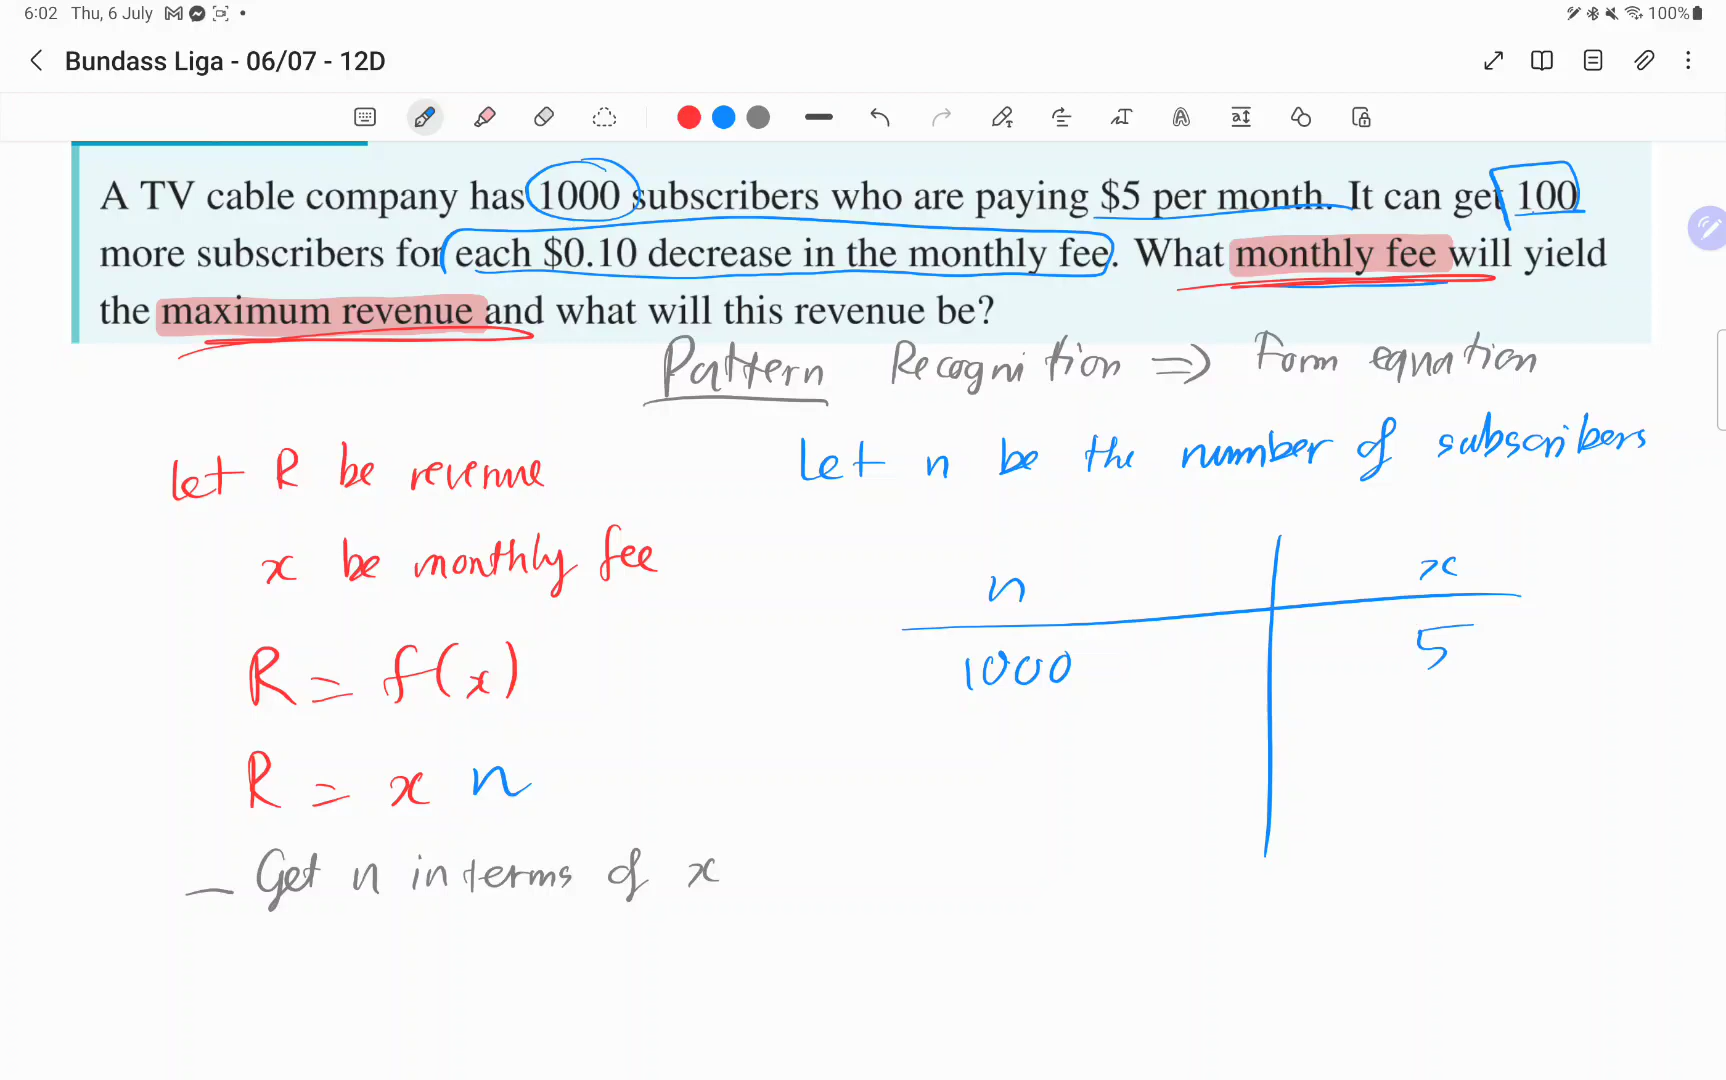 6:02 Thu, 6 July 100%
Bundass Liga - 06/07 - 12D
A TV cable company has 1000 subscribers who are paying $5 per month. It can get 100
more subscribers for each $0.10 decrease in the monthly fee. What monthly fee will yield
the maximum revenue and what will this revenue be?
Pattern Recognition ⇒ Form equation
let R be revenue
Let n be the number of subscribers
x be monthly fee
n x
1000 5
R = f(x)
R = x n
— Get n in terms of x